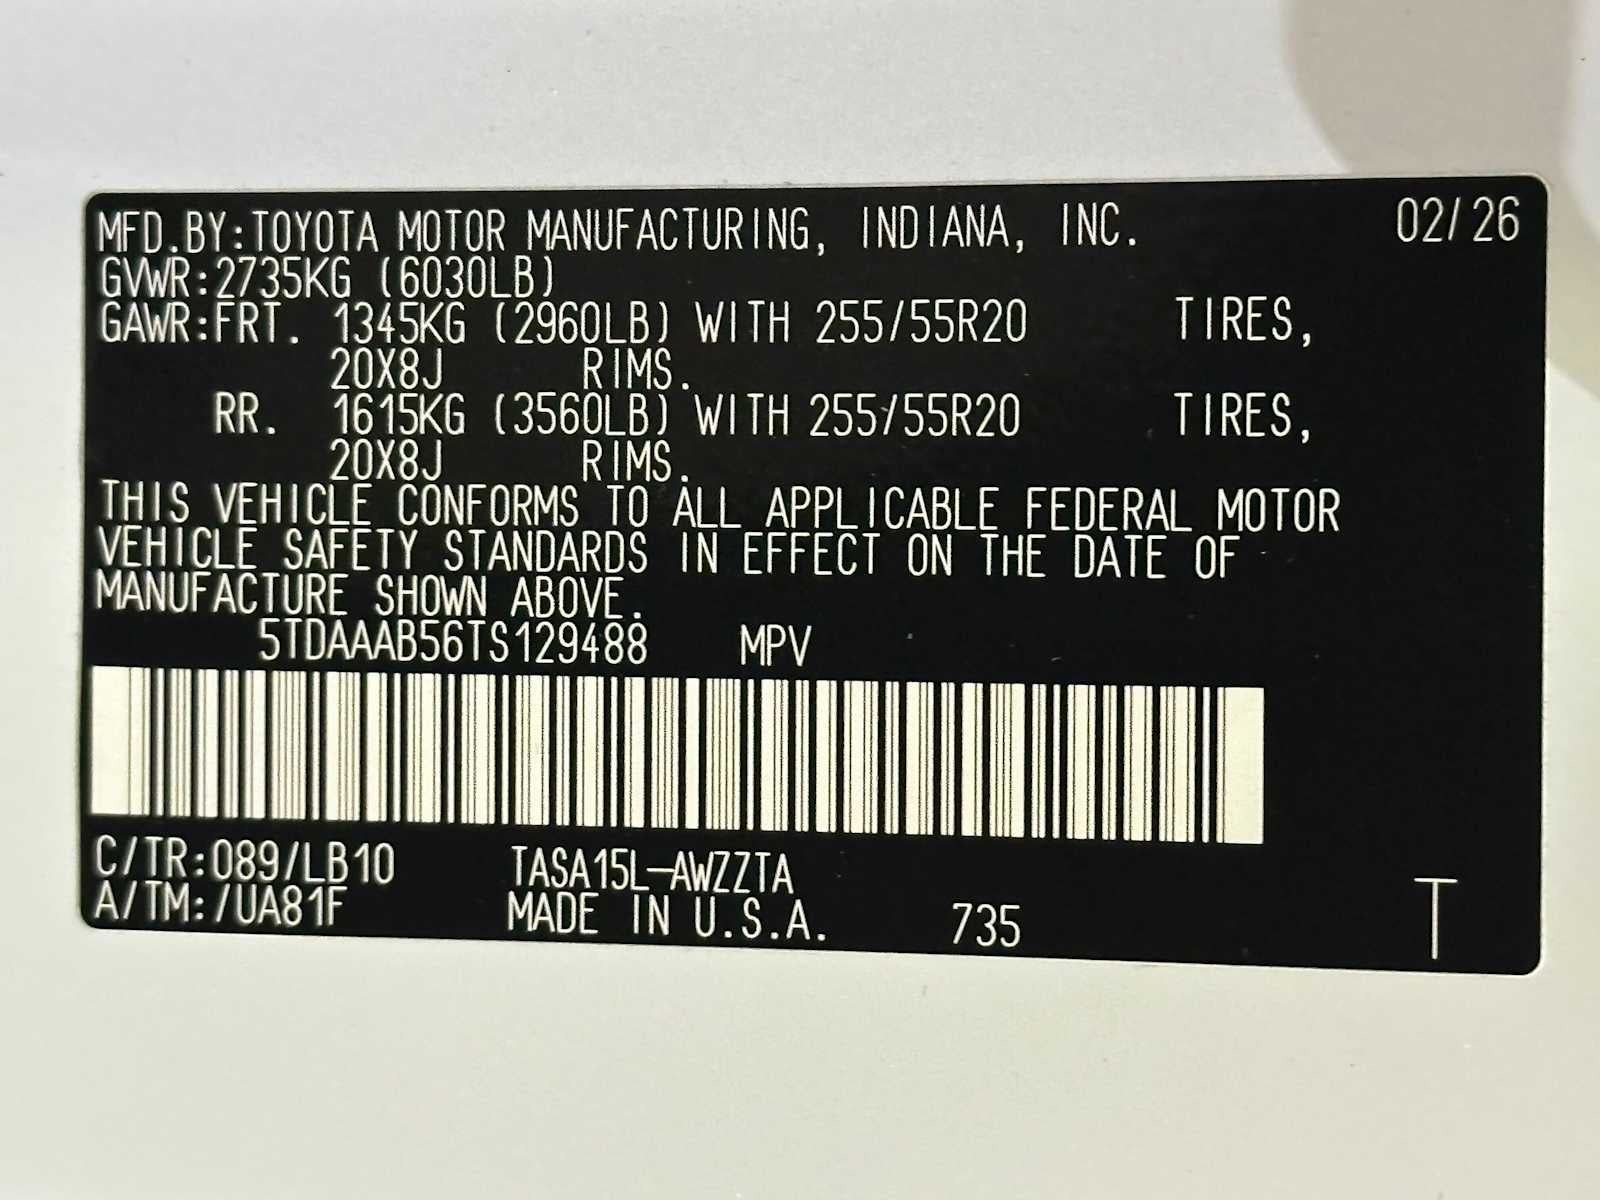 MFD.BY:TOYOTA MOTOR MANUFACTURING, INDIANA, INC. 02/26
GVWR:2735KG (6030LB)
GAWR:FRT. 1345KG (2960LB) WITH 255/55R20 TIRES,
20X8J RIMS.
RR. 1615KG (3560LB) WITH 255/55R20 TIRES,
20X8J RIMS.
THIS VEHICLE CONFORMS TO ALL APPLICABLE FEDERAL MOTOR
VEHICLE SAFETY STANDARDS IN EFFECT ON THE DATE OF
MANUFACTURE SHOWN ABOVE.
5TDAAAB56TS129488 MPV
C/TR:089/LB10 TASA15L-AWZZTA
A/TM:/UA81F MADE IN U.S.A. 735 T